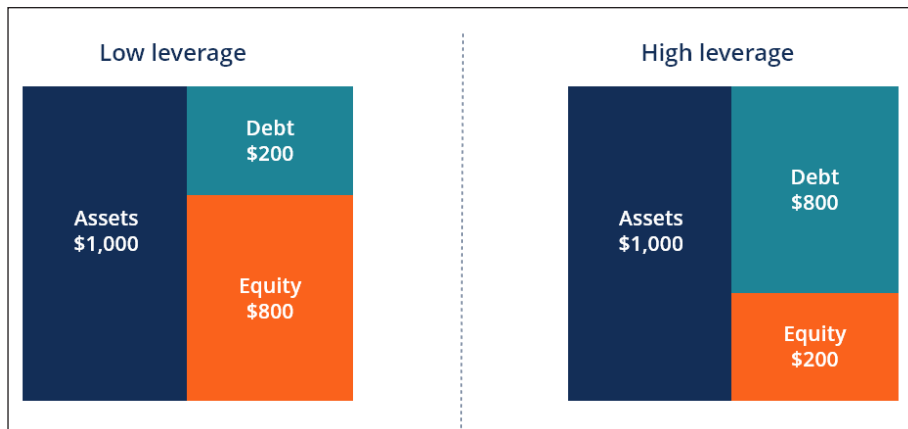 Low leverage
Debt
$200
Assets
$1,000
Equity
$800
High leverage
Debt
$800
Assets
$1,000
Equity
$200